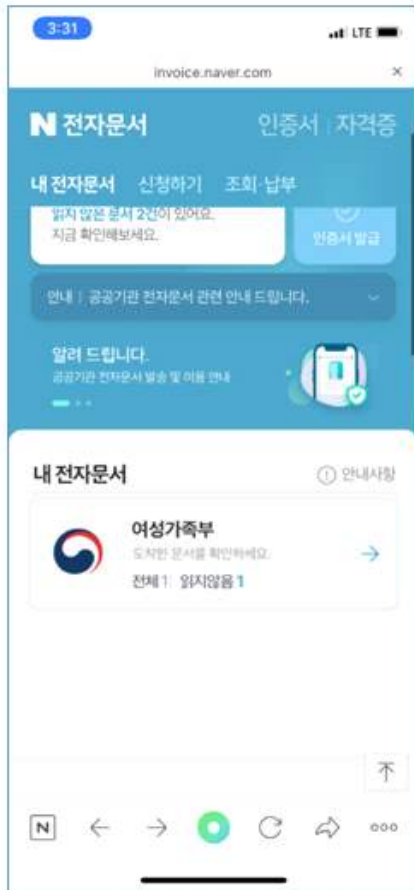 3:31
LTE
invoice.naver.com
N 전자문서
인증서 | 자격증
내 전자문서 신청하기 조회·납부
읽지 않은 문서 2건이 있어요.
지금 확인해보세요.
인증서 발급
안내 | 공공기관 전자문서 관련 안내 드립니다.
알려 드립니다.
공공기관 전자문서 발송 및 이용 안내
내 전자문서
안내사항
여성가족부
도착한 문서를 확인하세요.
전체 1 읽지않음 1
N